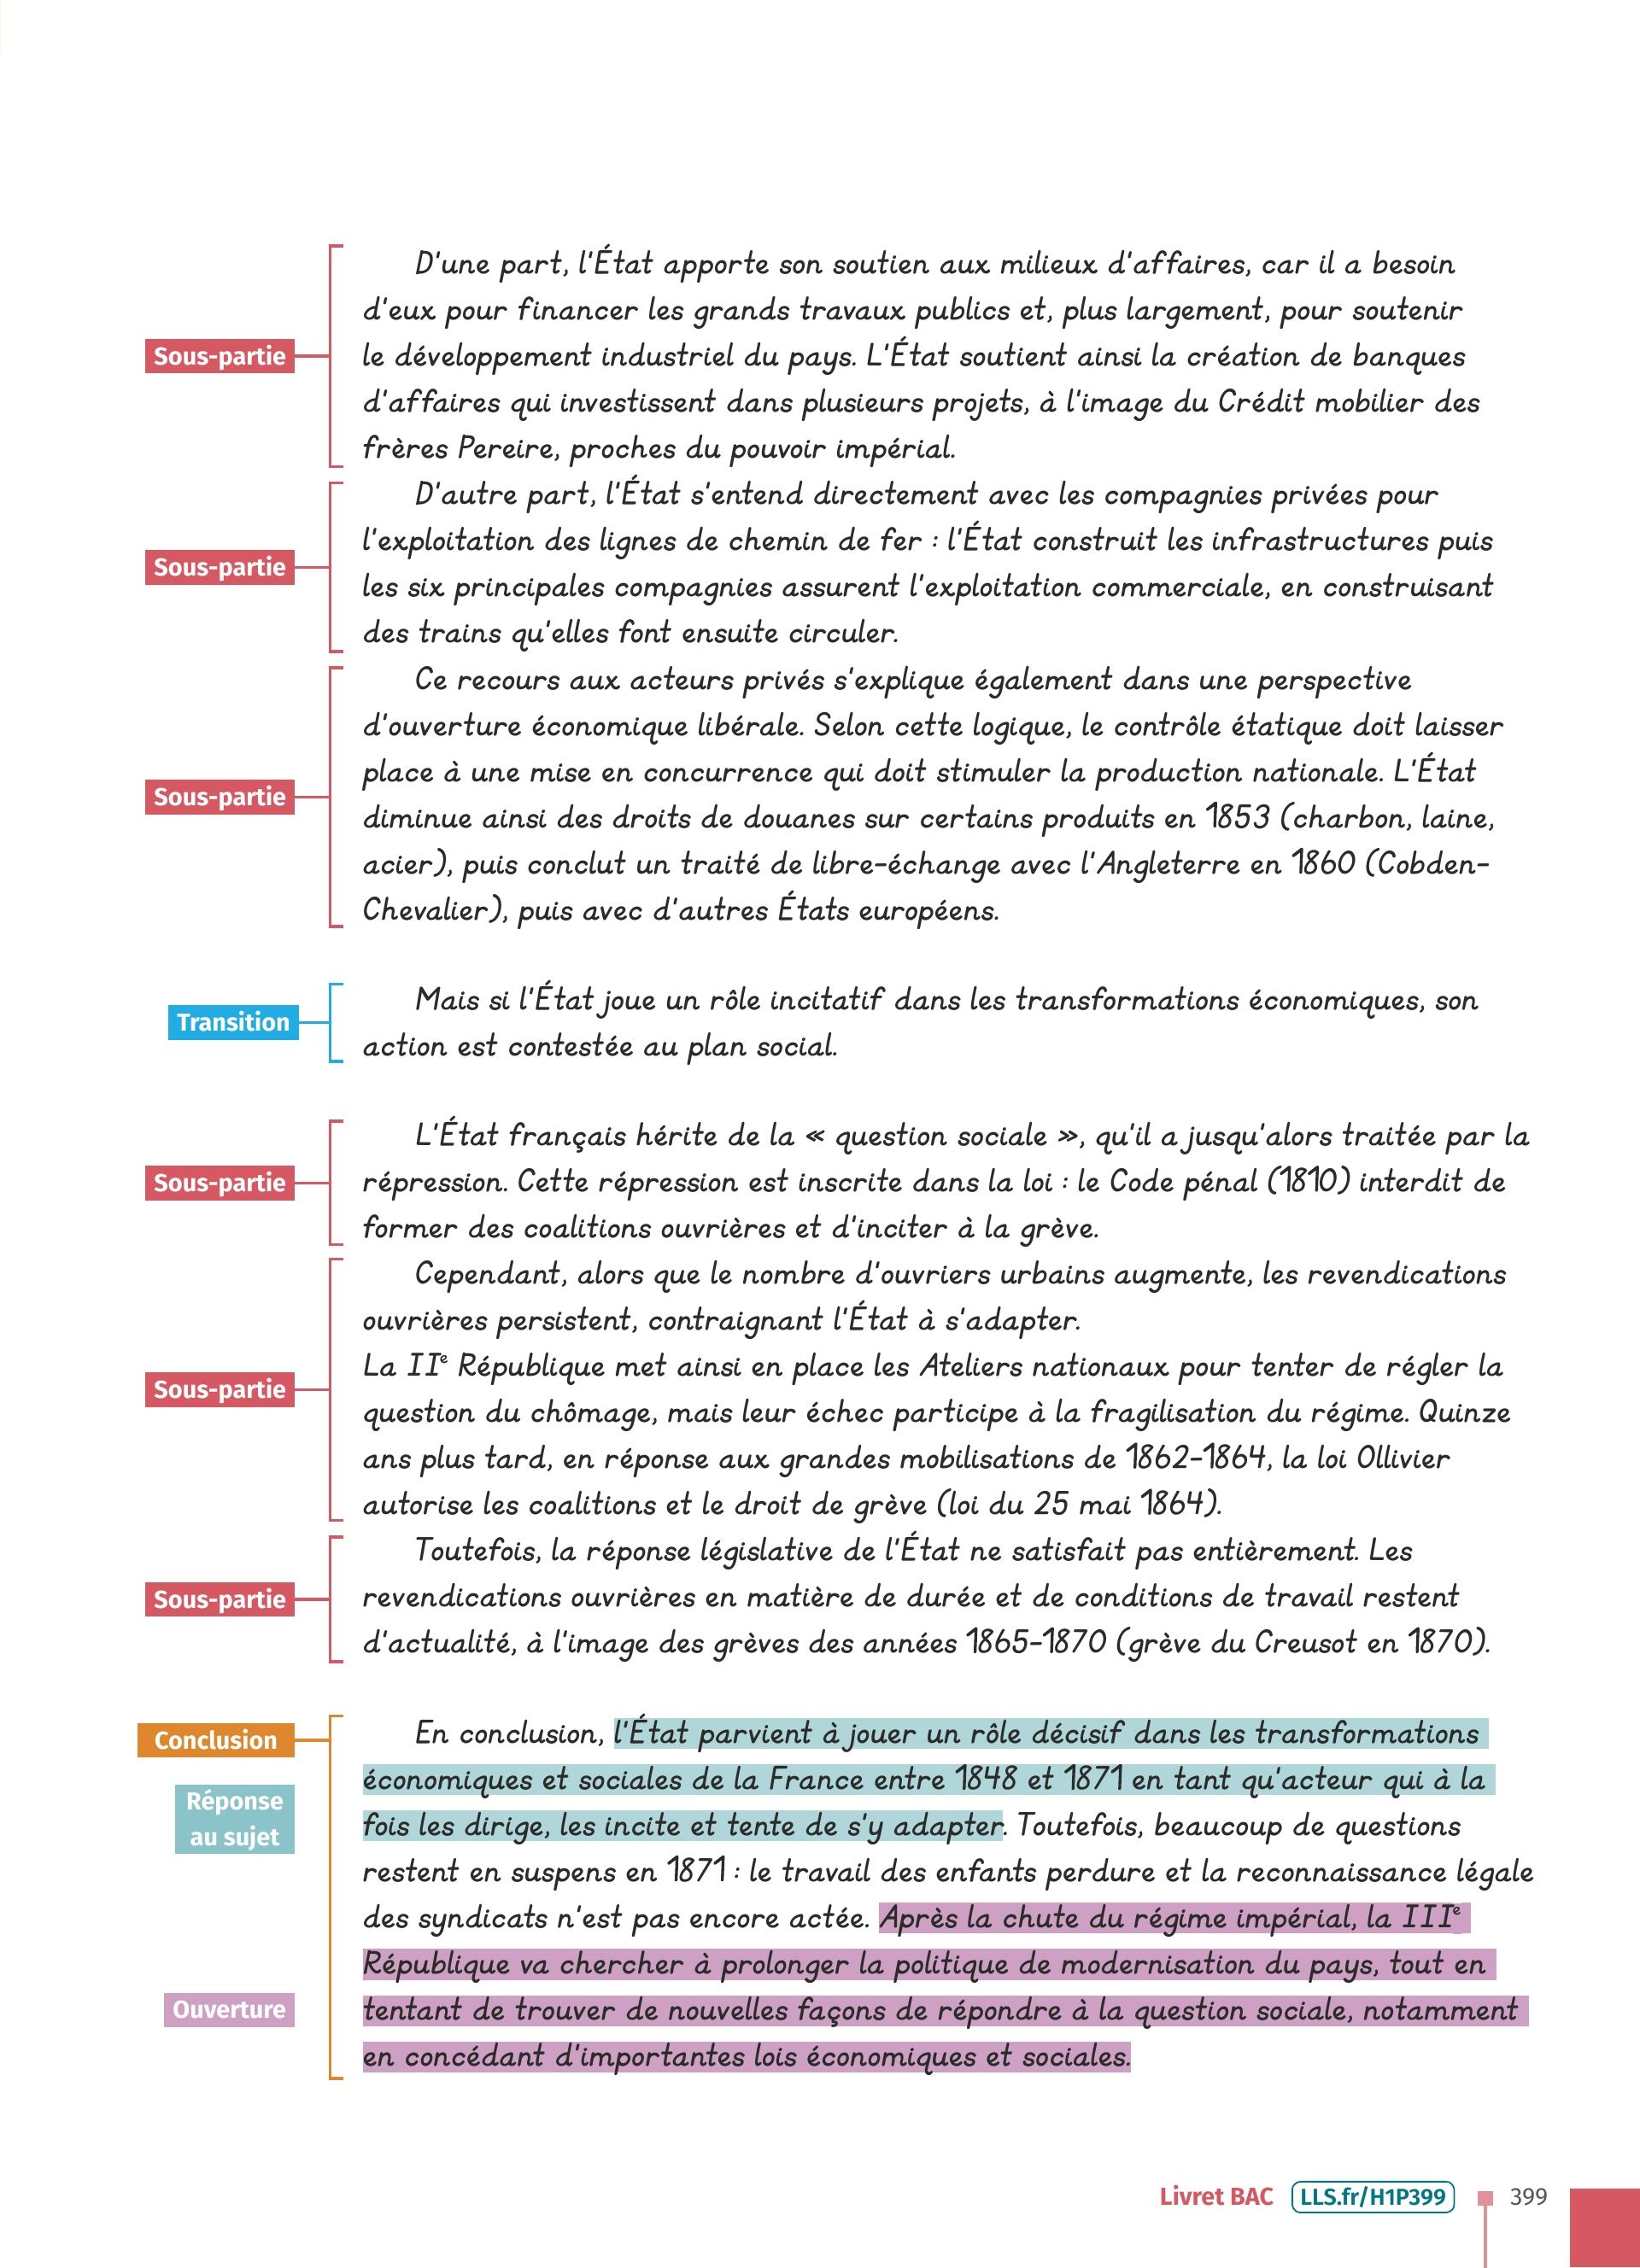 D'une part, l'État apporte son soutien aux milieux d'affaires, car il a besoin
d'eux pour financer les grands travaux publics et, plus largement, pour soutenir
Sous-partie
le développement industriel du pays. L'État soutient ainsi la création de banques
d'affaires qui investissent dans plusieurs projets, à l'image du Crédit mobilier des
frères Pereire, proches du pouvoir impérial.
D'autre part, l'État s'entend directement avec les compagnies privées pour
l'exploitation des lignes de chemin de fer : l'État construit les infrastructures puis
Sous-partie
les six principales compagnies assurent l'exploitation commerciale, en construisant
des trains qu'elles font ensuite circuler.
Ce recours aux acteurs privés s'explique également dans une perspective
d'ouverture économique libérale. Selon cette logique, le contrôle étatique doit laisser
place à une mise en concurrence qui doit stimuler la production nationale. L'État
Sous-partie
diminue ainsi des droits de douanes sur certains produits en 1853 (charbon, laine,
acier), puis conclut un traité de libre-échange avec l'Angleterre en 1860 (Cobden-
Chevalier), puis avec d'autres États européens.
Transition
Mais si l'État joue un rôle incitatif dans les transformations économiques, son
action est contestée au plan social.
L'État français hérite de la « question sociale », qu'il a jusqu'alors traitée par la
Sous-partie
répression. Cette répression est inscrite dans la loi : le Code pénal (1810) interdit de
former des coalitions ouvrières et d'inciter à la grève.
Cependant, alors que le nombre d'ouvriers urbains augmente, les revendications
ouvrières persistent, contraignant l'État à s'adapter.
La IIe République met ainsi en place les Ateliers nationaux pour tenter de régler la
Sous-partie
question du chômage, mais leur échec participe à la fragilisation du régime. Quinze
ans plus tard, en réponse aux grandes mobilisations de 1862-1864, la loi Ollivier
autorise les coalitions et le droit de grève (loi du 25 mai 1864).
Toutefois, la réponse législative de l'État ne satisfait pas entièrement. Les
Sous-partie
revendications ouvrières en matière de durée et de conditions de travail restent
d'actualité, à l'image des grèves des années 1865-1870 (grève du Creusot en 1870).
Conclusion
En conclusion, l'État parvient à jouer un rôle décisif dans les transformations
économiques et sociales de la France entre 1848 et 1871 en tant qu'acteur qui à la
Réponse
au sujet
fois les dirige, les incite et tente de s'y adapter. Toutefois, beaucoup de questions
restent en suspens en 1871 : le travail des enfants perdure et la reconnaissance légale
des syndicats n'est pas encore actée. Après la chute du régime impérial, la IIIe
République va chercher à prolonger la politique de modernisation du pays, tout en
Ouverture
tentant de trouver de nouvelles façons de répondre à la question sociale, notamment
en concédant d'importantes lois économiques et sociales.
Livret BAC LLS.fr/H1P399 399